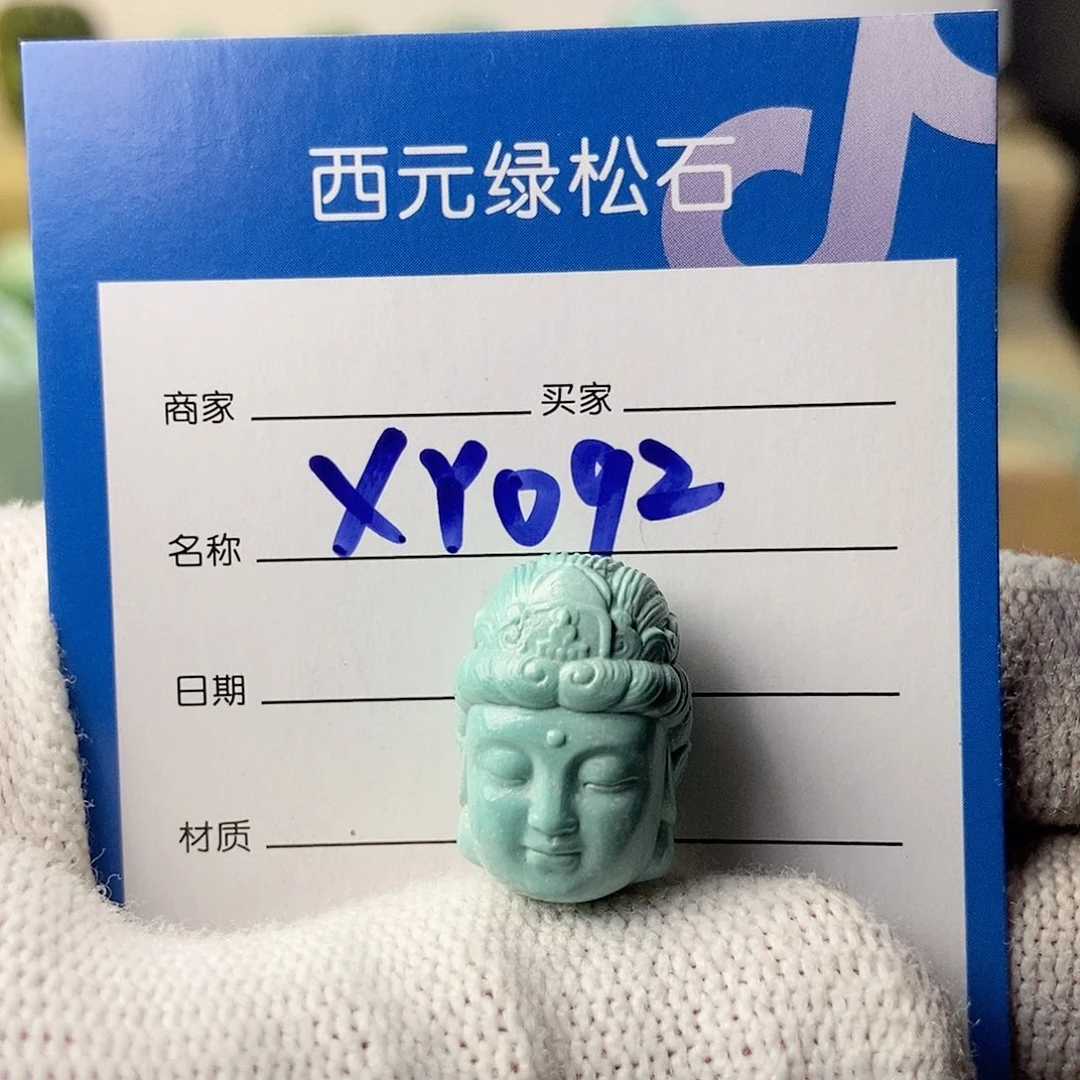 西元绿松石
商家 买家
XY092
名称
日期
材质